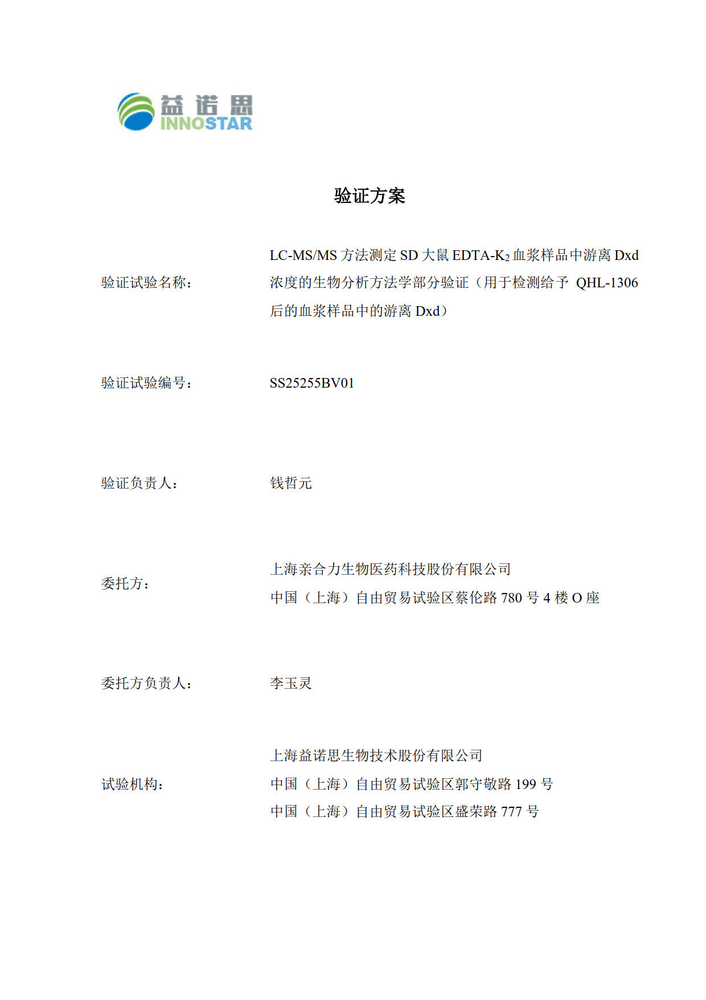 益诺思
INNOSTAR
验证方案
LC-MS/MS 方法测定 SD 大鼠 EDTA-K₂ 血浆样品中游离 Dxd
验证试验名称： 浓度的生物分析方法学部分验证（用于检测给予 QHL-1306
后的血浆样品中的游离 Dxd）
验证试验编号： SS25255BV01
验证负责人： 钱哲元
上海亲合力生物医药科技股份有限公司
委托方：
中国（上海）自由贸易试验区蔡伦路 780 号 4 楼 O 座
委托方负责人： 李玉灵
上海益诺思生物技术股份有限公司
试验机构： 中国（上海）自由贸易试验区郭守敬路 199 号
中国（上海）自由贸易试验区盛荣路 777 号